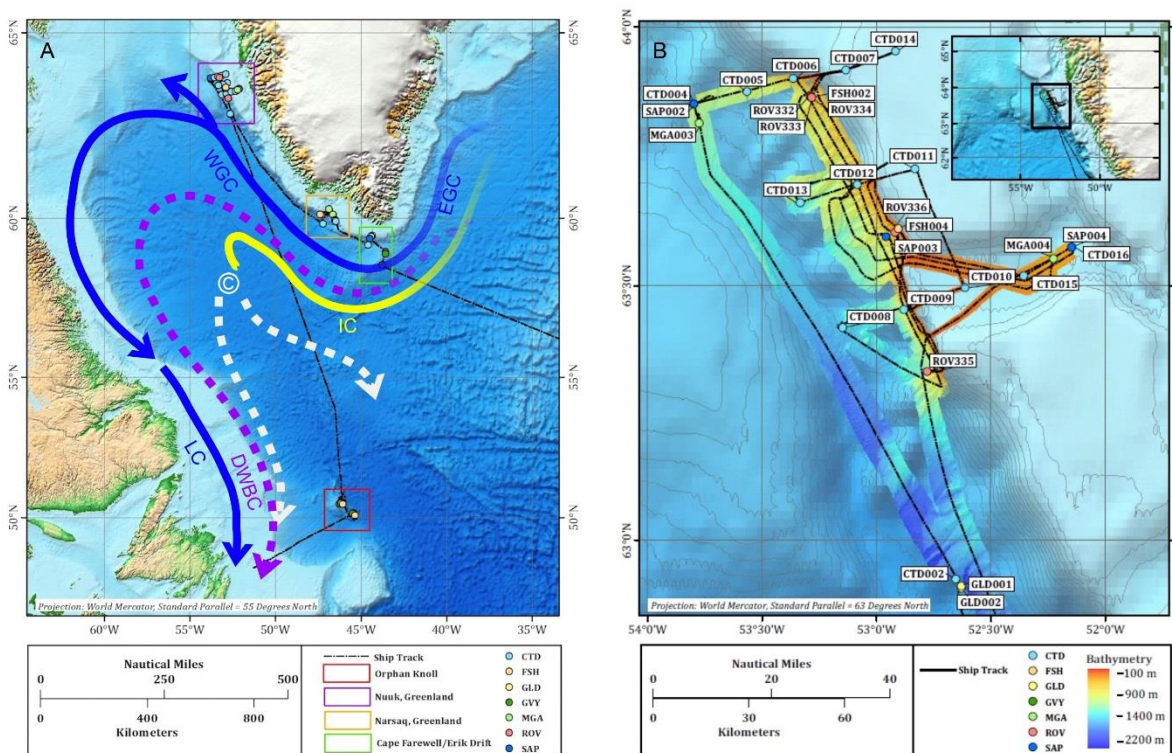 A
65°N
60°N
55°N
50°N
WGC
EGC
©
IC
LC
DWBC
Projection: World Mercator, Standard Parallel = 55 Degrees North
60°W 55°W 50°W 45°W 40°W 35°W
Nautical Miles
0 250 500
0 400 800
Kilometers
Ship Track
Orphan Knoll
Nuuk, Greenland
Narsaq, Greenland
Cape Farewell/Erik Drift
CTD
FSH
GLD
GVY
MGA
ROV
SAP
B
64°N
63°30'N
63°0'N
CTD014
CTD007
CTD006
CTD005
CTD004
SAP002
MGA003
FSH002
ROV332
ROV334
ROV333
CTD011
CTD012
CTD013
ROV336
FSH004
SAP003
MGA004
SAP004
CTD016
CTD010
CTD015
CTD009
CTD008
ROV335
CTD002
GLD001
GLD002
65°N
64°N
63°N
62°N
55°W 50°W
Projection: World Mercator, Standard Parallel = 63 Degrees North
54°0'W 53°30'W 53°0'W 52°30'W 52°0'W
Nautical Miles
0 20 40
0 30 60
Kilometers
Ship Track
CTD
FSH
GLD
GVY
MGA
ROV
SAP
Bathymetry
-100 m
-900 m
-1400 m
-2200 m